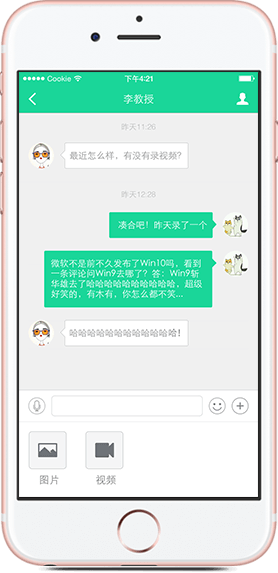 Cookie
下午4:21
李教授
昨天11:26
最近怎么样，有没有录视频？
昨天12:28
凑合吧！昨天录了一个
微软不是前不久发布了Win10吗，看到
一条评论问Win9去哪了？答：Win9斩
华雄去了哈哈哈哈哈哈哈哈哈，超级
好笑的，有木有，你怎么都不笑...
哈哈哈哈哈哈哈哈哈哈哈哈！
图片
视频